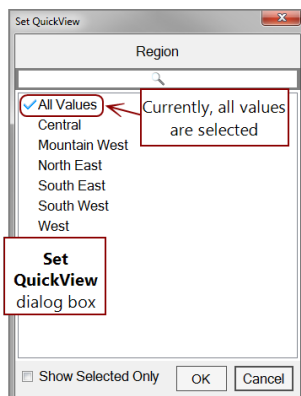 Set QuickView
Region
All Values
Currently, all values
are selected
Central
Mountain West
North East
South East
South West
West
Set
QuickView
dialog box
Show Selected Only
OK
Cancel